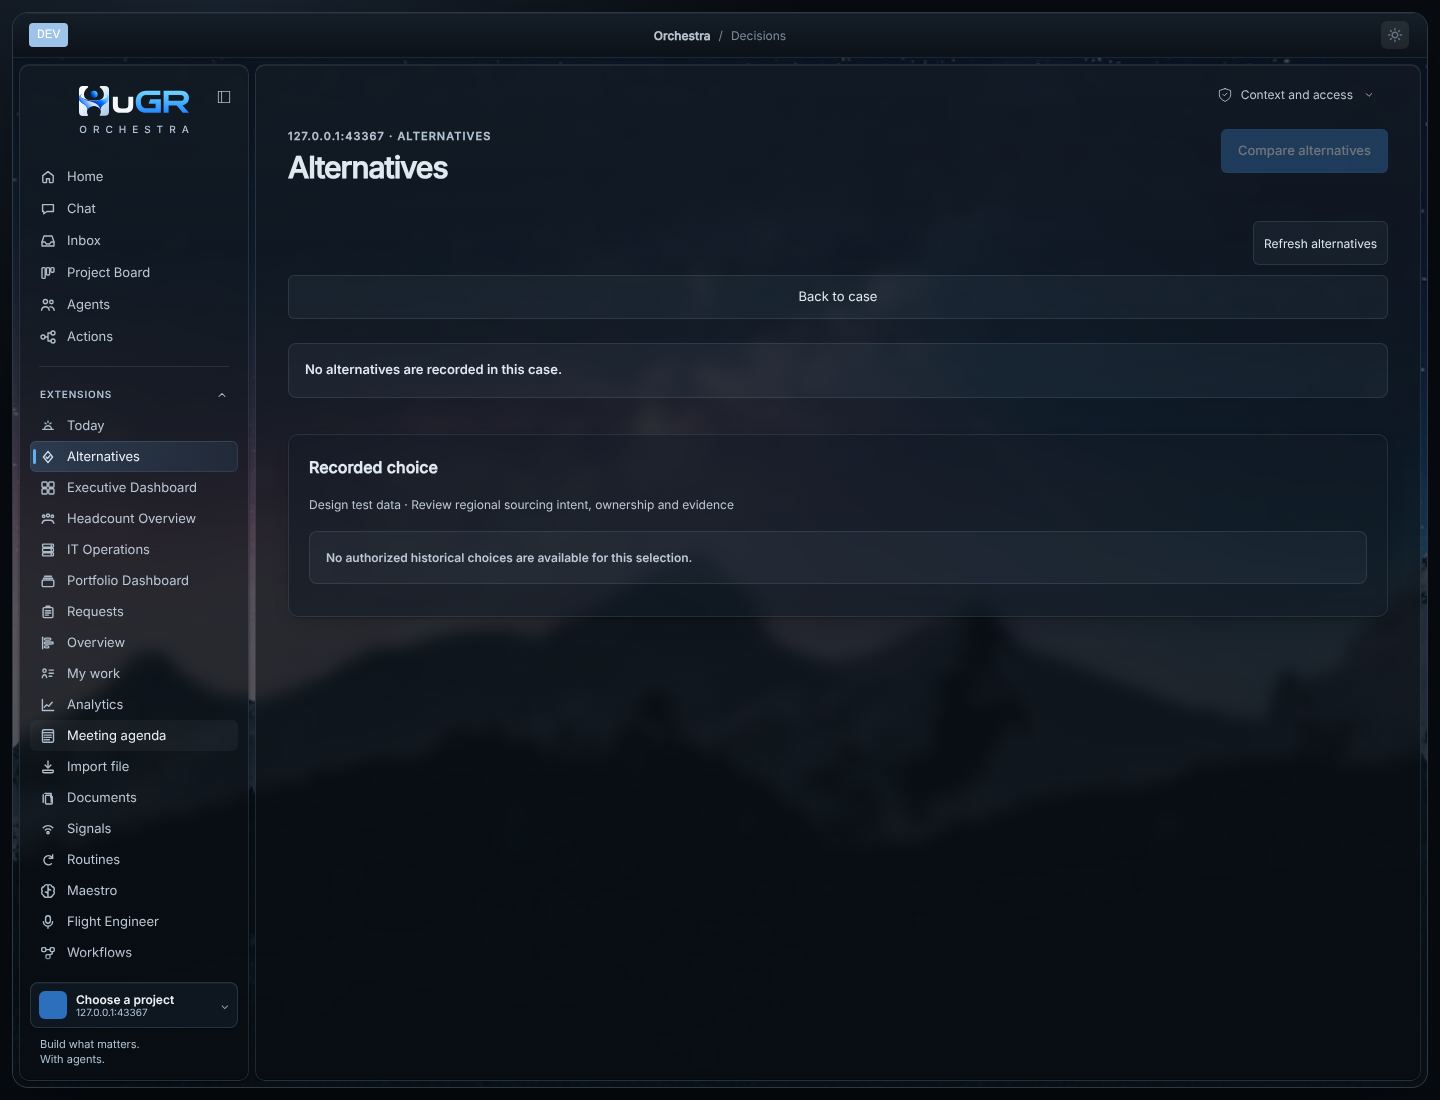 DEV
Orchestra / Decisions
HuGR
ORCHESTRA
Home
Chat
Inbox
Project Board
Agents
Actions
EXTENSIONS
Today
Alternatives
Executive Dashboard
Headcount Overview
IT Operations
Portfolio Dashboard
Requests
Overview
My work
Analytics
Meeting agenda
Import file
Documents
Signals
Routines
Maestro
Flight Engineer
Workflows
Choose a project
127.0.0.1:43367
Build what matters.
With agents.
Context and access
127.0.0.1:43367 · ALTERNATIVES
Alternatives
Compare alternatives
Refresh alternatives
Back to case
No alternatives are recorded in this case.
Recorded choice
Design test data · Review regional sourcing intent, ownership and evidence
No authorized historical choices are available for this selection.